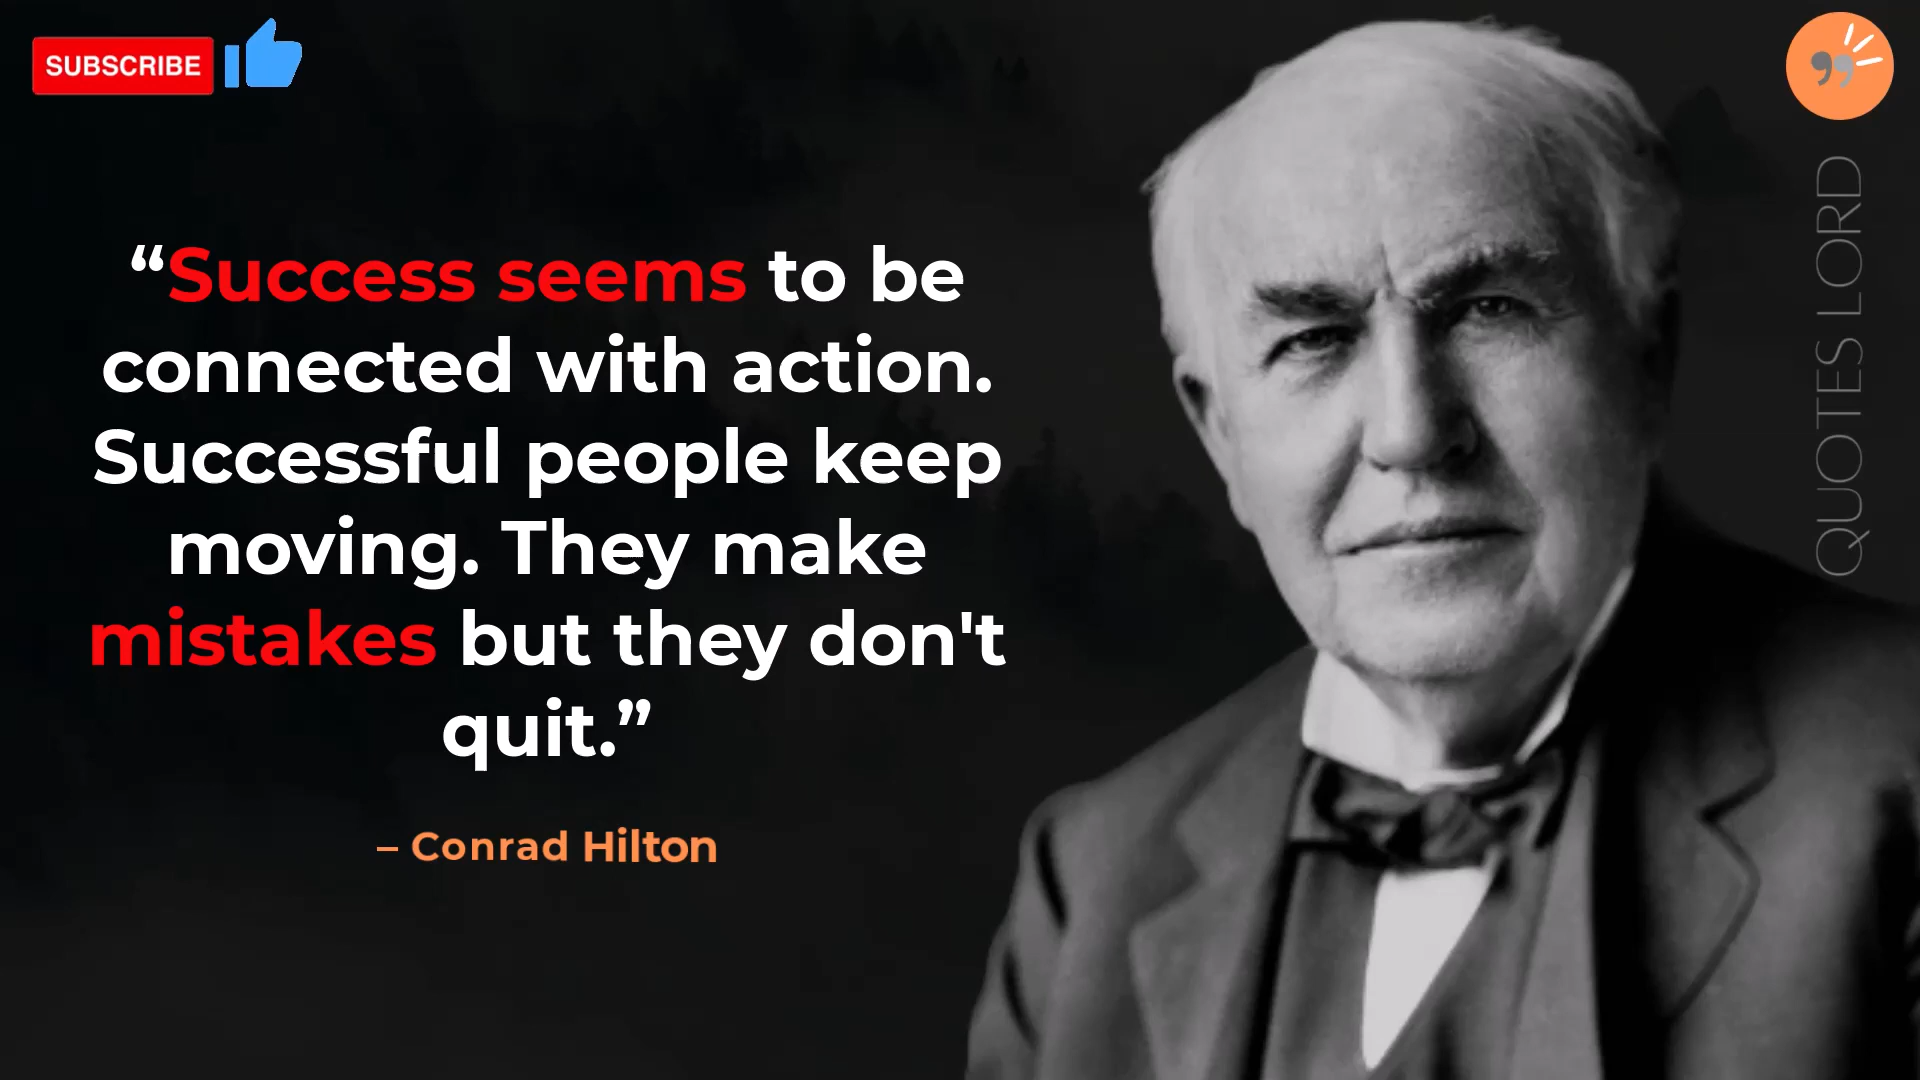 SUBSCRIBE
“Success seems to be
connected with action.
Successful people keep
moving. They make
mistakes but they don't
quit.”
– Conrad Hilton
QUOTES LORD